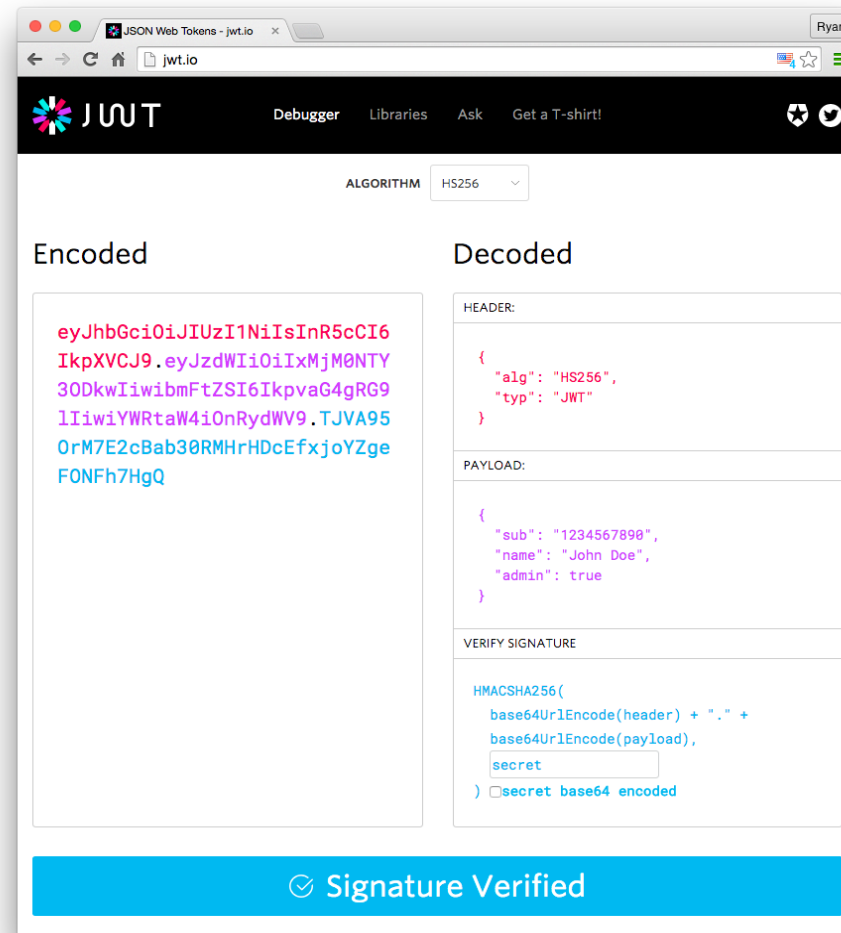 JSON Web Tokens - jwt.io
jwt.io
4
JWT
Debugger Libraries Ask Get a T-shirt!
ALGORITHM HS256
Encoded
eyJhbGciOiJIUzI1NiIsInR5cCI6
IkpXVCJ9.eyJzdWIiOiIxMjM0NTY
3ODkwIiwibmFtZSI6IkpvaG4gRG9
lIiwiYWRtaW4iOnRydWV9.TJVA95
OrM7E2cBab30RMHrHDcEfxjoYZge
FONFh7HgQ
Decoded
HEADER:
{
"alg": "HS256",
"typ": "JWT"
}
PAYLOAD:
{
"sub": "1234567890",
"name": "John Doe",
"admin": true
}
VERIFY SIGNATURE
HMACSHA256(
base64UrlEncode(header) + "." +
base64UrlEncode(payload),
secret
) secret base64 encoded
Signature Verified